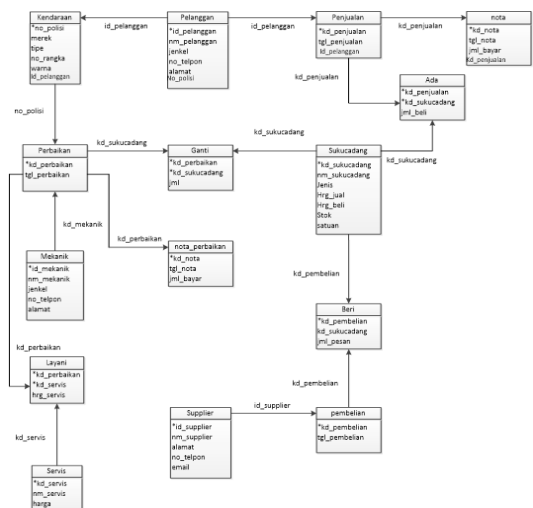 Kendaraan
*no_polisi
merek
tipe
no_rangka
warna
Id_pelanggan
id_pelanggan
Pelanggan
*id_pelanggan
nm_pelanggan
jenkel
no_telpon
alamat
No_polisi
id_pelanggan
Penjualan
*kd_penjualan
tgl_penjualan
Id_pelanggan
kd_penjualan
nota
*kd_nota
tgl_nota
jml_bayar
Kd_penjualan
kd_penjualan
Ada
*kd_penjualan
*kd_sukucadang
jml_beli
no_polisi
kd_sukucadang
Perbaikan
*kd_perbaikan
tgl_perbaikan
kd_sukucadang
Ganti
*kd_perbaikan
*kd_sukucadang
jml
Sukucadang
*kd_sukucadang
nm_sukucadang
Jenis
Hrg_jual
Hrg_beli
Stok
satuan
kd_sukucadang
kd_mekanik
kd_perbaikan
nota_perbaikan
*kd_nota
tgl_nota
jml_bayar
Mekanik
*id_mekanik
nm_mekanik
jenkel
no_telpon
alamat
kd_pembelian
Beri
*kd_pembelian
kd_sukucadang
jml_pesan
kd_perbaikan
Layani
*kd_perbaikan
*kd_servis
hrg_servis
kd_pembelian
Supplier
*id_supplier
nm_supplier
alamat
no_telpon
email
id_supplier
pembelian
*kd_pembelian
tgl_pembelian
kd_servis
Servis
*kd_servis
nm_servis
harga